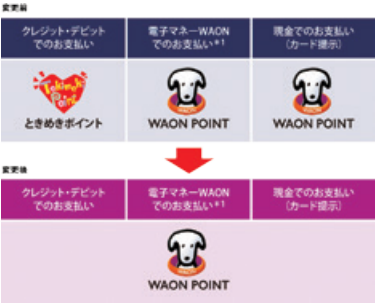 変更前
クレジット・デビット
でのお支払い
電子マネーWAON
でのお支払い*1
現金でのお支払い
(カード提示)
Tokimeki
Point
ときめきポイント
WAON POINT
WAON POINT
変更後
クレジット・デビット
でのお支払い
電子マネーWAON
でのお支払い*1
現金でのお支払い
(カード提示)
WAON POINT